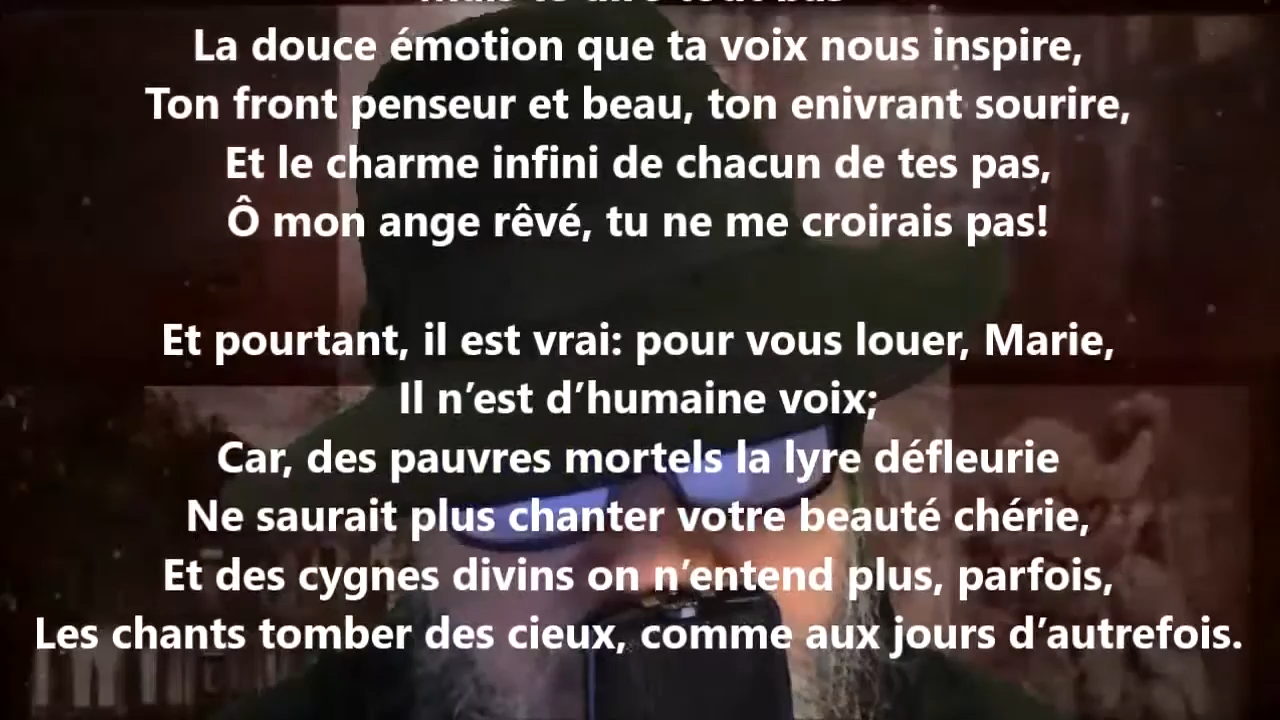 La douce émotion que ta voix nous inspire,
Ton front penseur et beau, ton enivrant sourire,
Et le charme infini de chacun de tes pas,
Ô mon ange rêvé, tu ne me croirais pas!
Et pourtant, il est vrai: pour vous louer, Marie,
Il n’est d’humaine voix;
Car, des pauvres mortels la lyre défleurie
Ne saurait plus chanter votre beauté chérie,
Et des cygnes divins on n’entend plus, parfois,
Les chants tomber des cieux, comme aux jours d’autrefois.